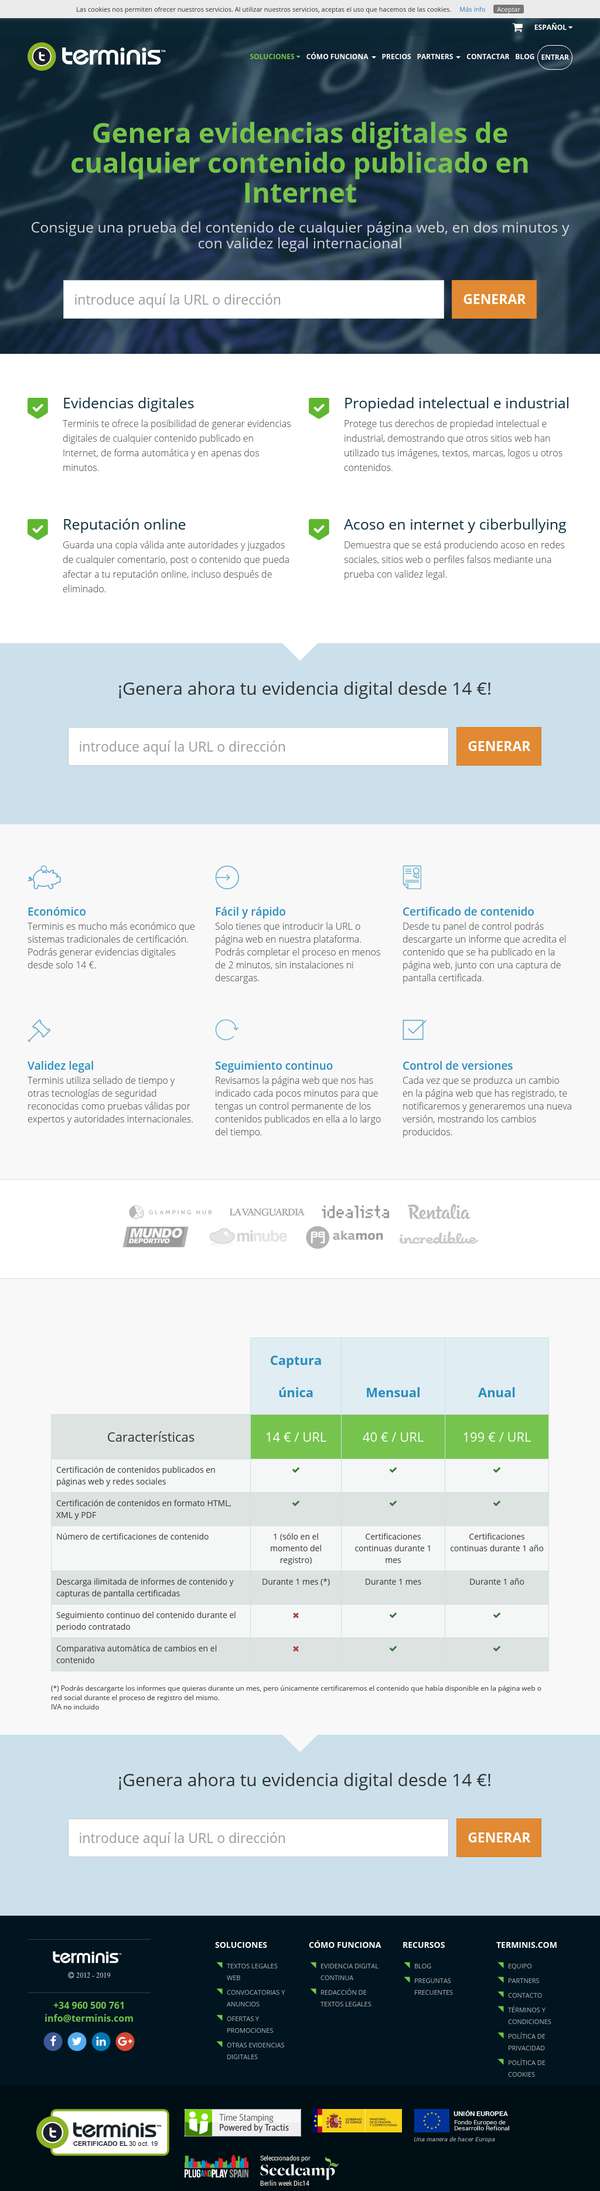 Las cookies nos permiten ofrecer nuestros servicios. Al utilizar nuestros servicios, aceptas el uso que hacemos de las cookies. Más info Aceptar
ESPAÑOL
terminis
SOLUCIONES CÓMO FUNCIONA PRECIOS PARTNERS CONTACTAR BLOG ENTRAR
Genera evidencias digitales de
cualquier contenido publicado en
Internet
Consigue una prueba del contenido de cualquier página web, en dos minutos y
con validez legal internacional
introduce aquí la URL o dirección GENERAR
Evidencias digitales
Terminis te ofrece la posibilidad de generar evidencias
digitales de cualquier contenido publicado en
Internet, de forma automática y en apenas dos
minutos.
Propiedad intelectual e industrial
Protege tus derechos de propiedad intelectual e
industrial, demostrando que otros sitios web han
utilizado tus imágenes, textos, marcas, logos u otros
contenidos.
Reputación online
Guarda una copia válida ante autoridades y juzgados
de cualquier comentario, post o contenido que pueda
afectar a tu reputación online, incluso después de
eliminado.
Acoso en internet y ciberbullying
Demuestra que se está produciendo acoso en redes
sociales, sitios web o perfiles falsos mediante una
prueba con validez legal.
¡Genera ahora tu evidencia digital desde 14 €!
introduce aquí la URL o dirección GENERAR
Económico
Terminis es mucho más económico que
sistemas tradicionales de certificación.
Podrás generar evidencias digitales
desde solo 14 €.
Fácil y rápido
Solo tienes que introducir la URL o
página web en nuestra plataforma.
Podrás completar el proceso en menos
de 2 minutos, sin instalaciones ni
descargas.
Certificado de contenido
Desde tu panel de control podrás
descargarte un informe que acredita el
contenido que se ha publicado en la
página web, junto con una captura de
pantalla certificada.
Validez legal
Terminis utiliza sellado de tiempo y
otras tecnologías de seguridad
reconocidas como pruebas válidas por
expertos y autoridades internacionales.
Seguimiento continuo
Revisamos la página web que nos has
indicado cada pocos minutos para que
tengas un control permanente de los
contenidos publicados en ella a lo largo
del tiempo.
Control de versiones
Cada vez que se produzca un cambio
en la página web que has registrado, te
notificaremos y generaremos una nueva
versión, mostrando los cambios
producidos.
GLAMPING HUB LA VANGUARDIA idealista Rentalia
MUNDO DEPORTIVO minube akamon incrediblue
Captura
única Mensual Anual
Características 14 € / URL 40 € / URL 199 € / URL
Certificación de contenidos publicados en
páginas web y redes sociales
Certificación de contenidos en formato HTML,
XML y PDF
Número de certificaciones de contenido 1 (sólo en el Certificaciones Certificaciones
momento del continuas durante 1 continuas durante 1 año
registro) mes
Descarga ilimitada de informes de contenido y Durante 1 mes (*) Durante 1 mes Durante 1 año
capturas de pantalla certificadas
Seguimiento continuo del contenido durante el
periodo contratado
Comparativa automática de cambios en el
contenido
(*) Podrás descargarte los informes que quieras durante un mes, pero únicamente certificaremos el contenido que había disponible en la página web o
red social durante el proceso de registro del mismo.
IVA no incluido
¡Genera ahora tu evidencia digital desde 14 €!
introduce aquí la URL o dirección GENERAR
terminis
© 2012 - 2019
+34 960 500 761
info@terminis.com
SOLUCIONES
TEXTOS LEGALES
WEB
CONVOCATORIAS Y
ANUNCIOS
OFERTAS Y
PROMOCIONES
OTRAS EVIDENCIAS
DIGITALES
CÓMO FUNCIONA
EVIDENCIA DIGITAL
CONTINUA
REDACCIÓN DE
TEXTOS LEGALES
RECURSOS
BLOG
PREGUNTAS
FRECUENTES
TERMINIS.COM
EQUIPO
PARTNERS
CONTACTO
TÉRMINOS Y
CONDICIONES
POLÍTICA DE
PRIVACIDAD
POLÍTICA DE
COOKIES
terminis
CERTIFICADO EL 30 oct. 19
Time Stamping
Powered by Tractis
UNIÓN EUROPEA
Fondo Europeo de
Desarrollo Refional
Una manera de hacer Europa
PLUG AND PLAY SPAIN
Seleccionados por
Seedcamp
Berlin week Dic14